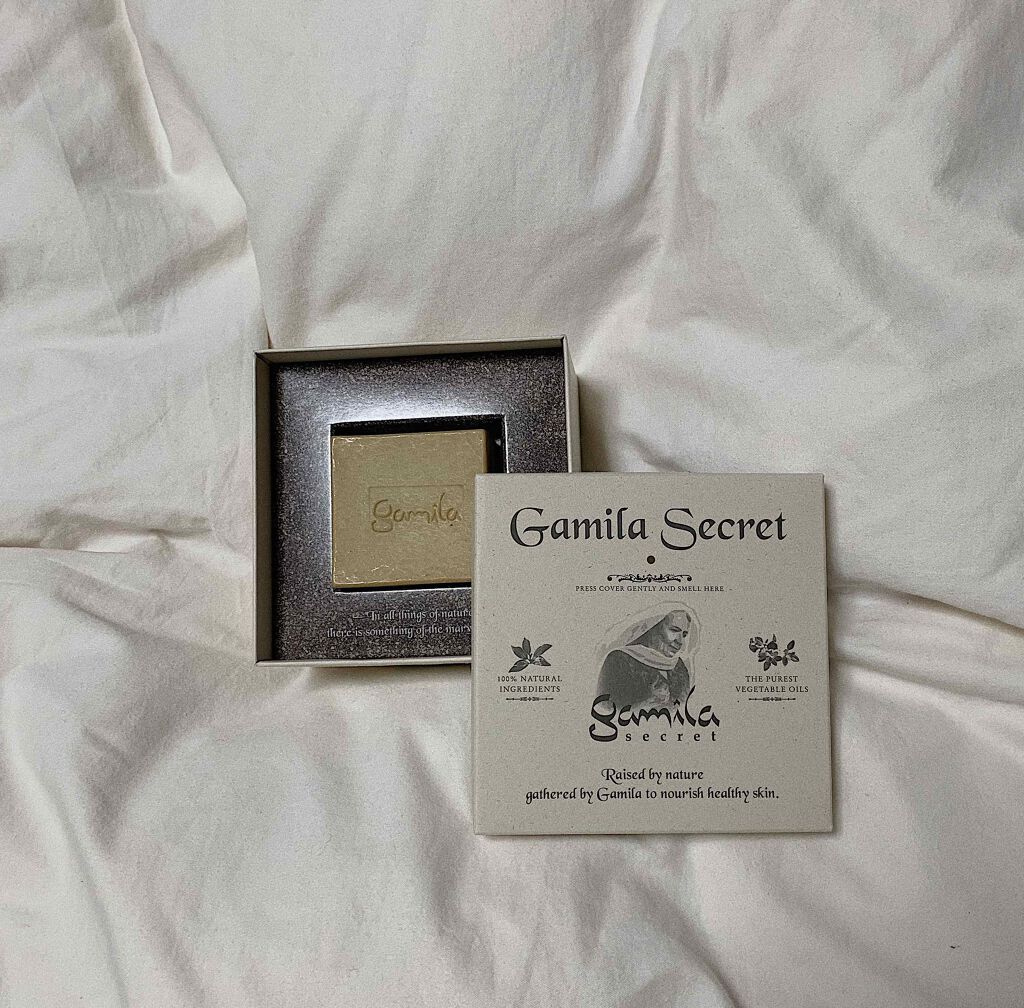 gamila
"In all things of nature
there is something of the
Gamila Secret
PRESS COVER GENTLY AND SMELL HERE
100% NATURAL
INGREDIENTS
THE PUREST
VEGETABLE OILS
gamila
secret
Raised by nature
gathered by Gamila to nourish healthy skin.